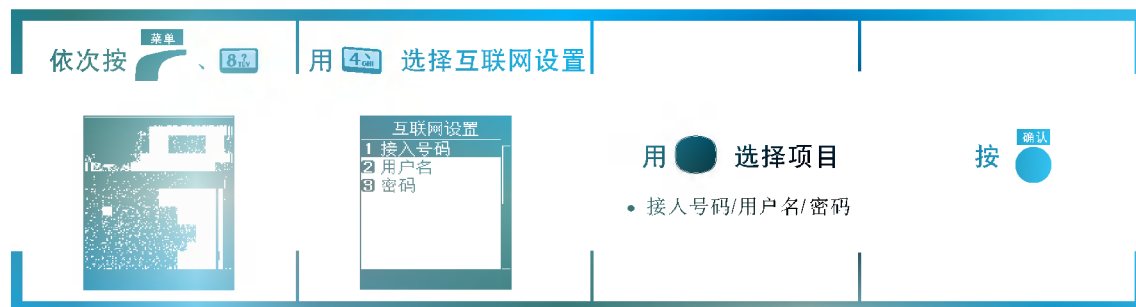 菜单
依次按 、 8 TUV
用 4 GHI 选择互联网设置
互联网设置
1 接入号码
2 用户名
3 密码
用 选择项目
• 接入号码/用户名/密码
确认
按